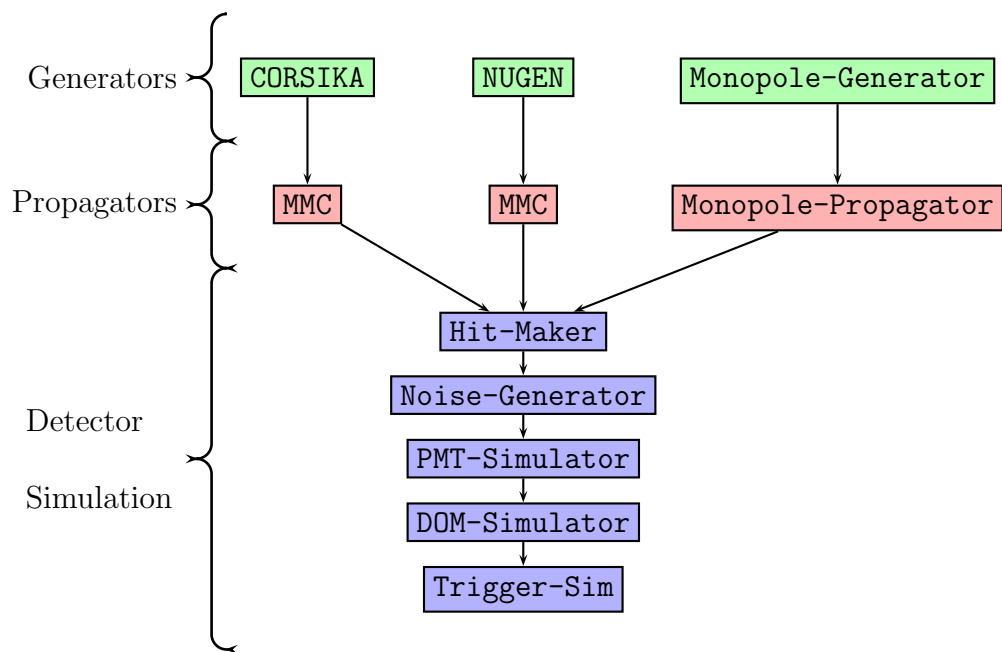 Generators
CORSIKA
NUGEN
Monopole-Generator
Propagators
MMC
MMC
Monopole-Propagator
Hit-Maker
Noise-Generator
Detector
PMT-Simulator
Simulation
DOM-Simulator
Trigger-Sim